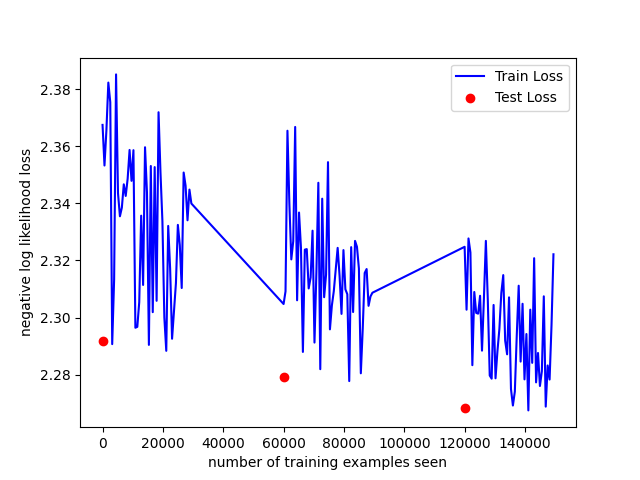 Train Loss
Test Loss
negative log likelihood loss
2.38
2.36
2.34
2.32
2.30
2.28
0 20000 40000 60000 80000 100000 120000 140000
number of training examples seen